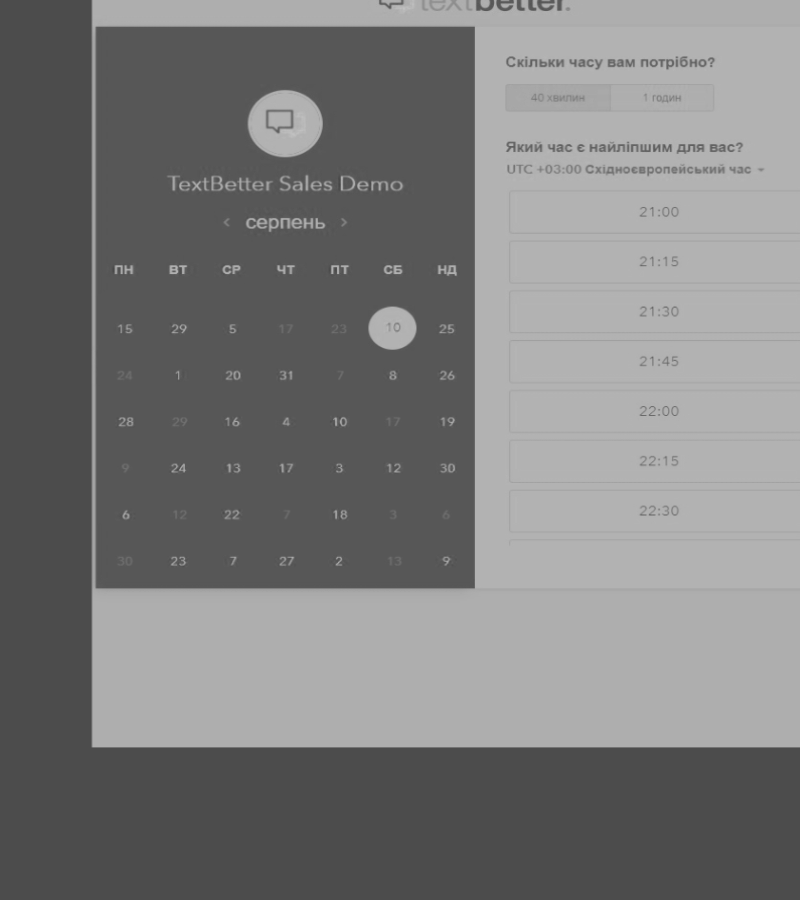 textbetter.
TextBetter Sales Demo
< серпень >
ПН ВТ СР ЧТ ПТ СБ НД
15 29 5 17 23 10 25
24 1 20 31 7 8 26
28 29 16 4 10 17 19
9 24 13 17 3 12 30
6 12 22 7 18 3 6
30 23 7 27 2 13 9
Скільки часу вам потрібно?
40 хвилин 1 годин
Який час є найліпшим для вас?
UTC +03:00 Східноєвропейський час
21:00
21:15
21:30
21:45
22:00
22:15
22:30